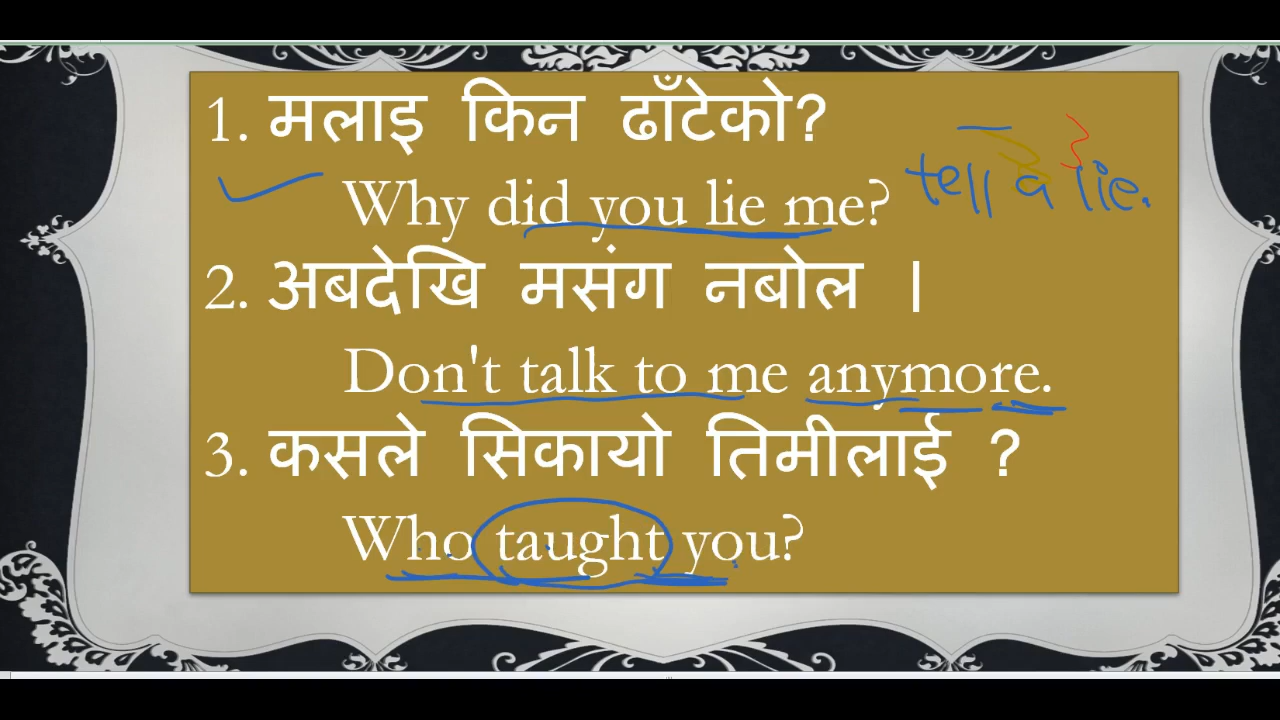 1. मलाइ किन ढाँटेको?
Why did you lie me?
tell a lie.
2. अबदेखि मसंग नबोल |
Don't talk to me anymore.
3. कसले सिकायो तिमीलाई ?
Who taught you?